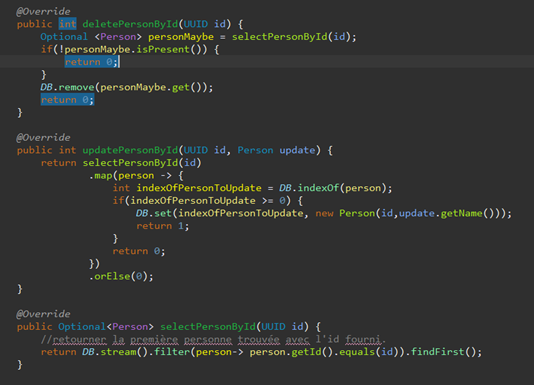 @Override
public int deletePersonById(UUID id) {
Optional <Person> personMaybe = selectPersonById(id);
if(!personMaybe.isPresent()) {
return 0;
}
DB.remove(personMaybe.get());
return 0;
}
@Override
public int updatePersonById(UUID id, Person update) {
return selectPersonById(id)
.map(person -> {
int indexOfPersonToUpdate = DB.indexOf(person);
if(indexOfPersonToUpdate >= 0) {
DB.set(indexOfPersonToUpdate, new Person(id,update.getName()));
return 1;
}
return 0;
})
.orElse(0);
}
@Override
public Optional<Person> selectPersonById(UUID id) {
//retourner la première personne trouvée avec l'id fourni.
return DB.stream().filter(person-> person.getId().equals(id)).findFirst();
}